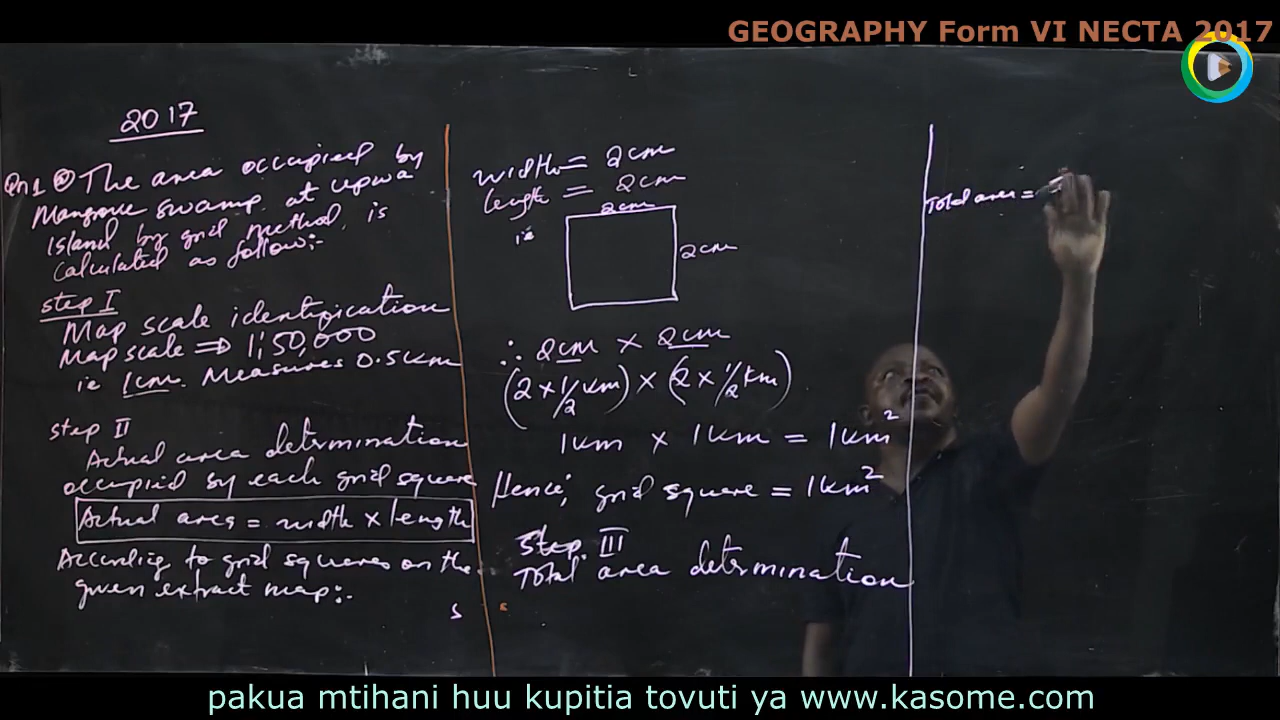 GEOGRAPHY Form VI NECTA 2017
2017
Qn1 ⓐ The area occupied by
Mangrove swamp at upwa
Island by grid method, is
calculated as follow:-
step I
Map scale identification
Map scale ⇒ 1:50,000
ie 1cm. Measures 0.5km
step II
Actual area determination
occupied by each grid square
Actual area = width x length
According to grid squares on the
given extract map:-
width = 2cm
length = 2cm
2cm
ie
2cm
∴ 2cm x 2cm
(2 x 1/2 km) x (2 x 1/2 km)
1km x 1km = 1km²
Hence; grid square = 1km²
Step. III
Total area determination
Total area =
pakua mtihani huu kupitia tovuti ya www.kasome.com